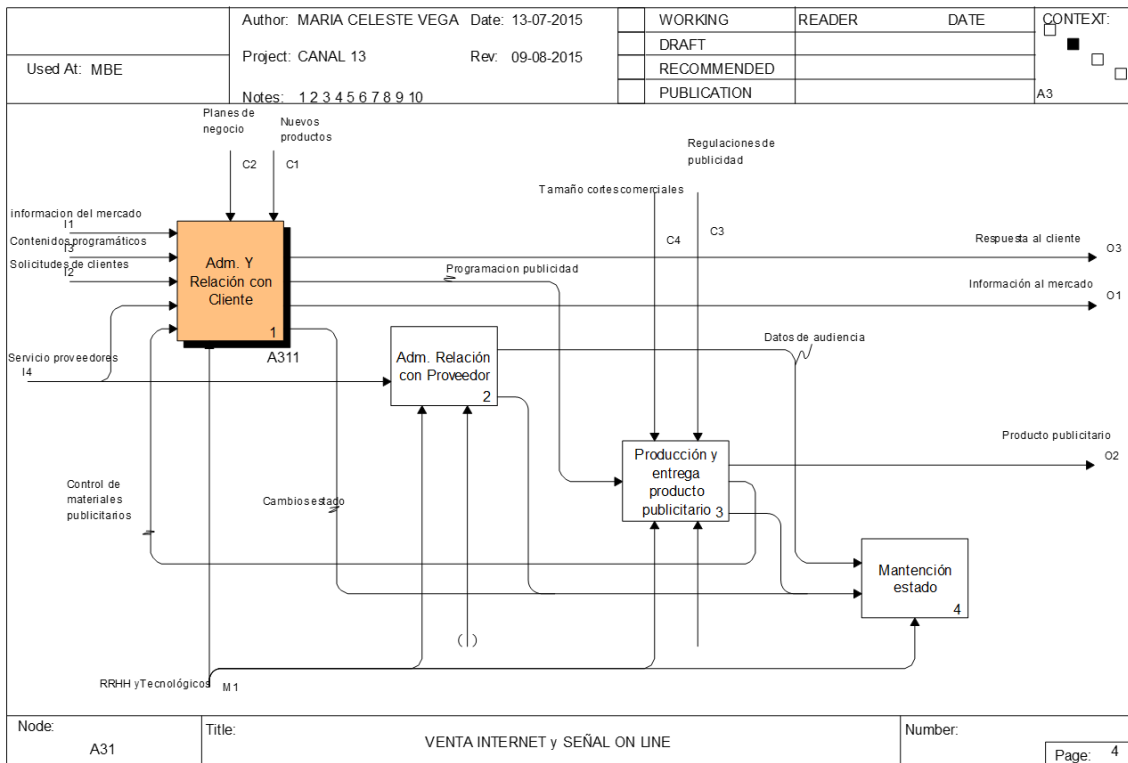 Used At: MBE
Author: MARIA CELESTE VEGA Date: 13-07-2015
Project: CANAL 13 Rev: 09-08-2015
Notes: 1 2 3 4 5 6 7 8 9 10
WORKING READER DATE
DRAFT
RECOMMENDED
PUBLICATION
CONTEXT:
A3
Planes de
negocio
C2
Nuevos
productos
C1
Regulaciones de
publicidad
C3
Tamaño cortes comerciales
C4
informacion del mercado
I1
Contenidos programáticos
I3
Solicitudes de clientes
I2
Adm. Y
Relación con
Cliente
1
A311
Programacion publicidad
Respuesta al cliente
O3
Información al mercado
O1
Servicio proveedores
I4
Adm. Relación
con Proveedor
2
Datos de audiencia
Producción y
entrega
producto
publicitario 3
Producto publicitario
O2
Control de
materiales
publicitarios
Cambios estado
Mantención
estado
4
( )
RRHH y Tecnológicos
M1
Node:
A31
Title:
VENTA INTERNET y SEÑAL ON LINE
Number:
Page: 4